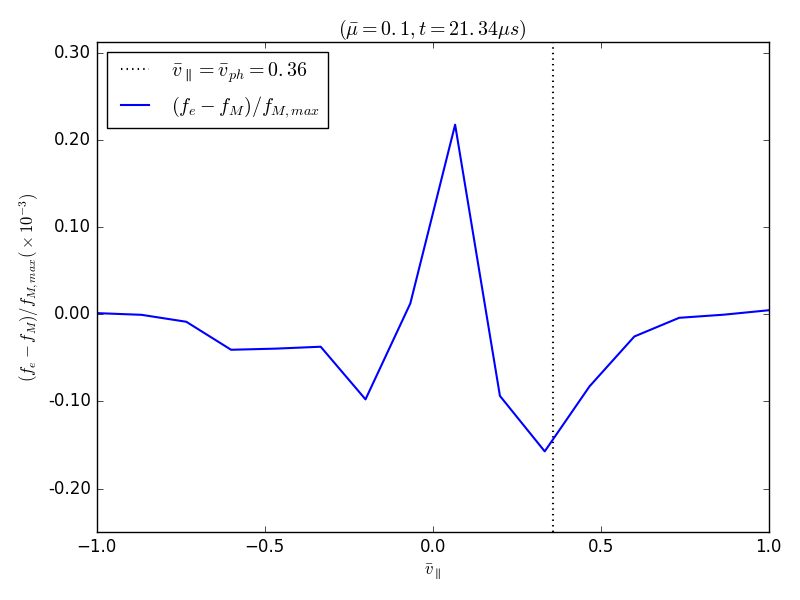 (μ̄ = 0.1, t = 21.34μs)
0.30
v̄∥ = v̄ph = 0.36
(fe − fM)/fM,max
0.20
0.10
0.00
-0.10
-0.20
(fe − fM)/fM,max(×10⁻³)
−1.0 −0.5 0.0 0.5 1.0
v̄∥